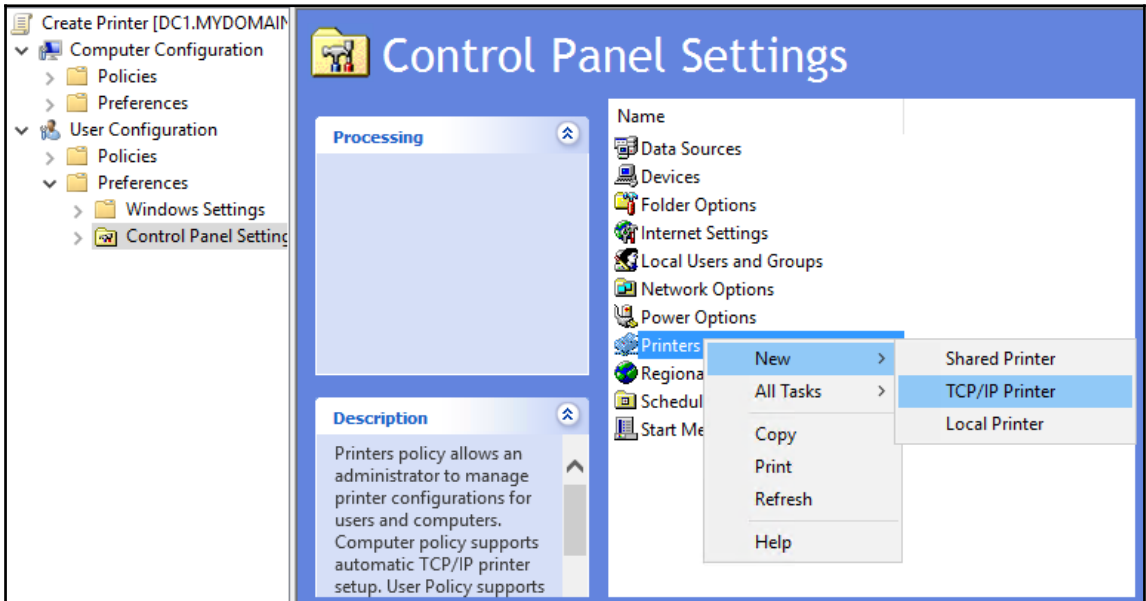 Create Printer [DC1.MYDOMAIN
Computer Configuration
Policies
Preferences
User Configuration
Policies
Preferences
Windows Settings
Control Panel Setting
Control Panel Settings
Processing
Description
Printers policy allows an
administrator to manage
printer configurations for
users and computers.
Computer policy supports
automatic TCP/IP printer
setup. User Policy supports
Name
Data Sources
Devices
Folder Options
Internet Settings
Local Users and Groups
Network Options
Power Options
Printers
Regiona
Schedul
Start Me
New
All Tasks
Copy
Print
Refresh
Help
Shared Printer
TCP/IP Printer
Local Printer